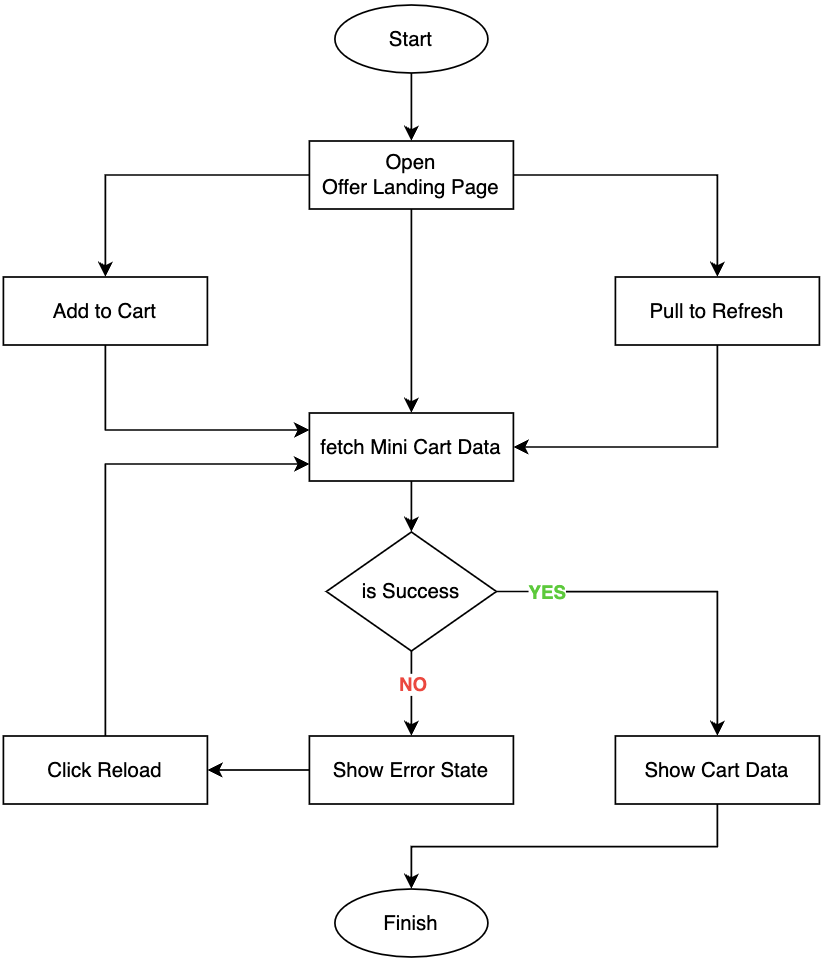 Start
Open
Offer Landing Page
Add to Cart
Pull to Refresh
fetch Mini Cart Data
is Success
YES
NO
Click Reload
Show Error State
Show Cart Data
Finish